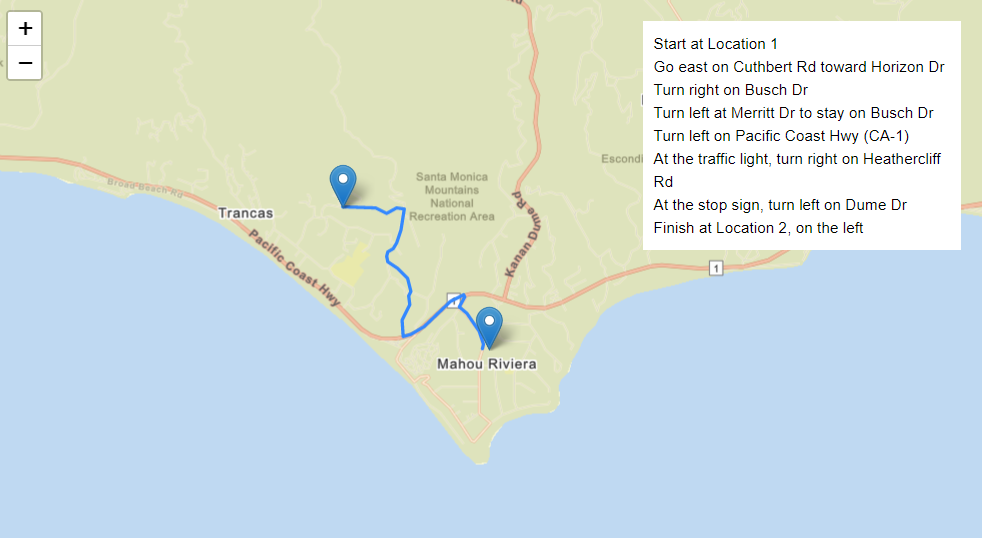 +
−
Start at Location 1
Go east on Cuthbert Rd toward Horizon Dr
Turn right on Busch Dr
Turn left at Merritt Dr to stay on Busch Dr
Turn left on Pacific Coast Hwy (CA-1)
At the traffic light, turn right on Heathercliff
Rd
At the stop sign, turn left on Dume Dr
Finish at Location 2, on the left
Santa Monica
Mountains
National
Recreation Area
Broad Beach Rd
Trancas
Pacific Coast Hwy
Kanan Dume Rd
1
1
Mahou Riviera